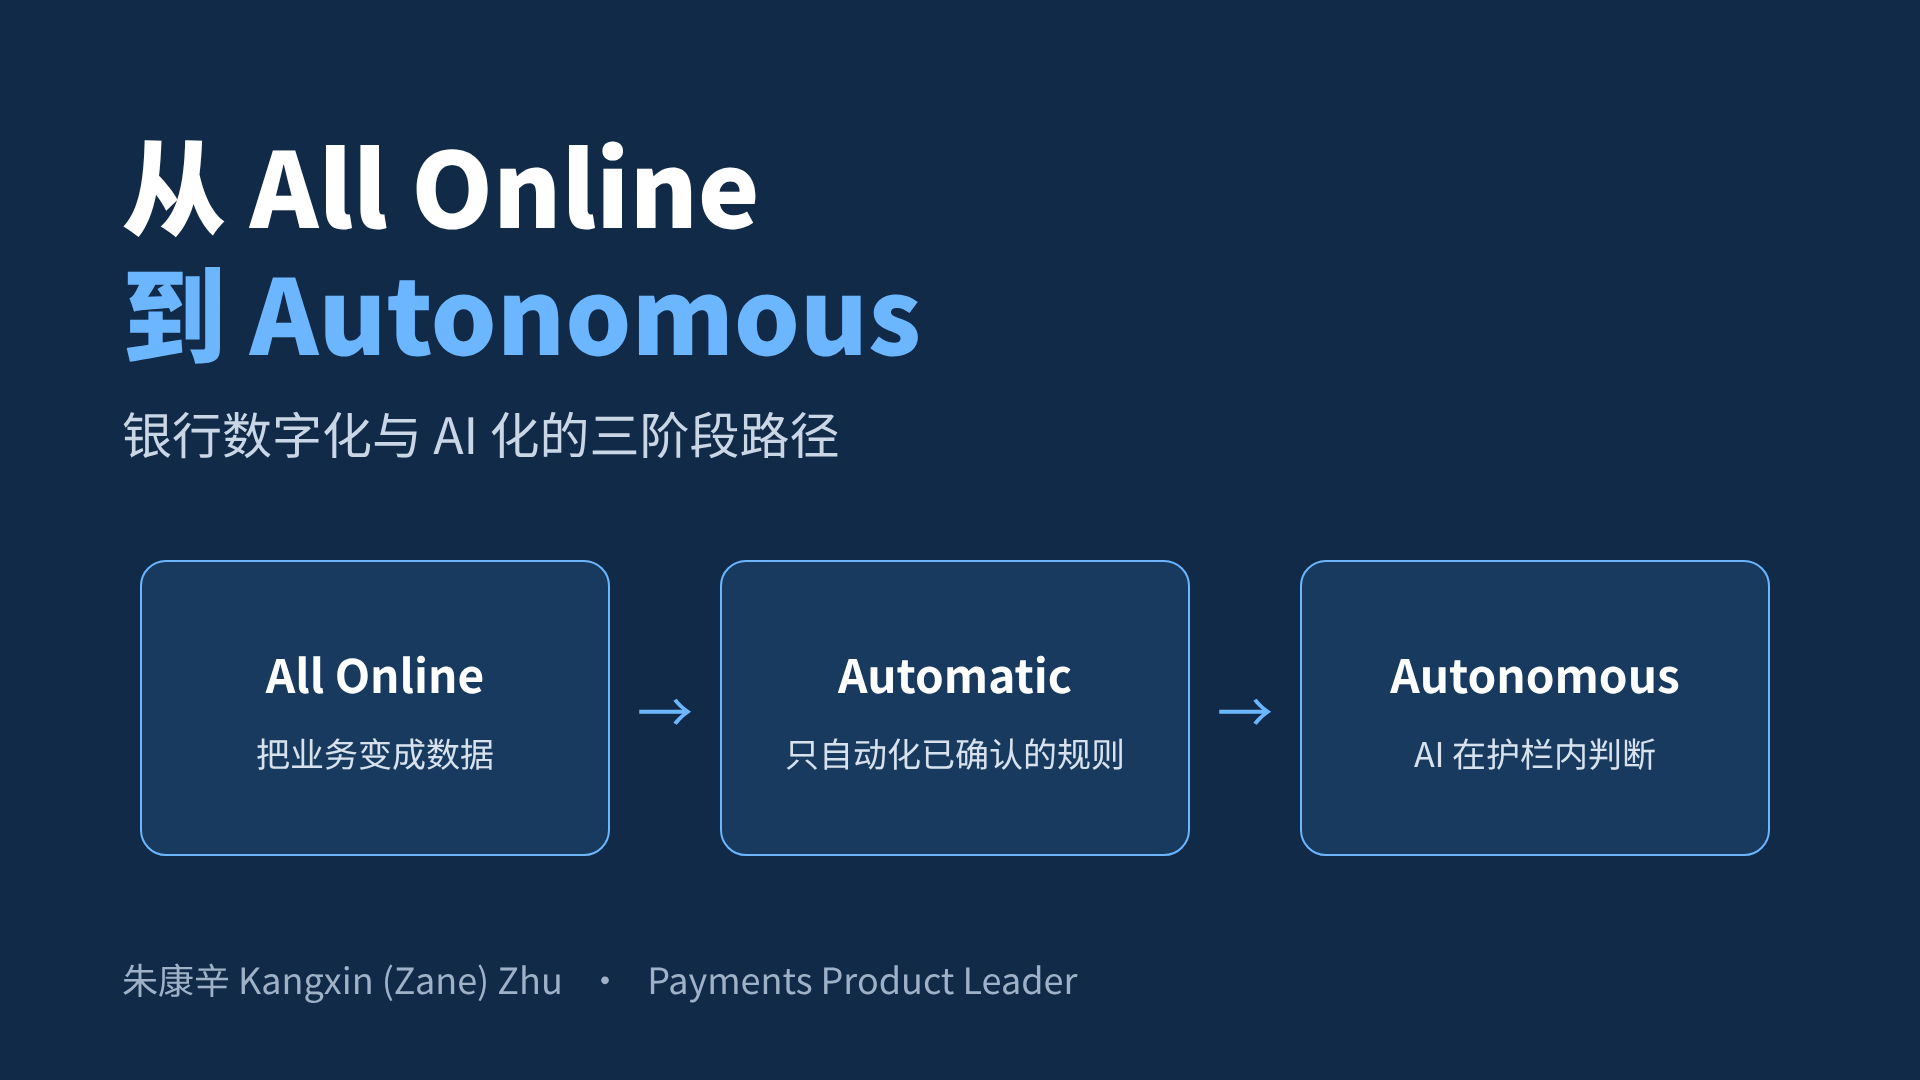 从 All Online
到 Autonomous
银行数字化与 AI 化的三阶段路径
All Online
把业务变成数据
→
Automatic
只自动化已确认的规则
→
Autonomous
AI 在护栏内判断
朱康辛 Kangxin (Zane) Zhu · Payments Product Leader